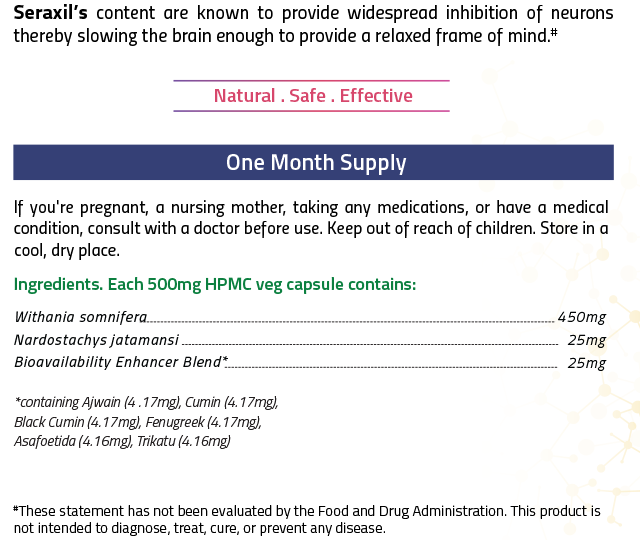 Seraxil's content are known to provide widespread inhibition of neurons
thereby slowing the brain enough to provide a relaxed frame of mind.#
Natural . Safe . Effective
One Month Supply
If you're pregnant, a nursing mother, taking any medications, or have a medical
condition, consult with a doctor before use. Keep out of reach of children. Store in a
cool, dry place.
Ingredients. Each 500mg HPMC veg capsule contains:
Withania somnifera 450mg
Nardostachys jatamansi 25mg
Bioavailability Enhancer Blend* 25mg
*containing Ajwain (4 .17mg), Cumin (4.17mg),
Black Cumin (4.17mg), Fenugreek (4.17mg),
Asafoetida (4.16mg), Trikatu (4.16mg)
#These statement has not been evaluated by the Food and Drug Administration. This product is
not intended to diagnose, treat, cure, or prevent any disease.